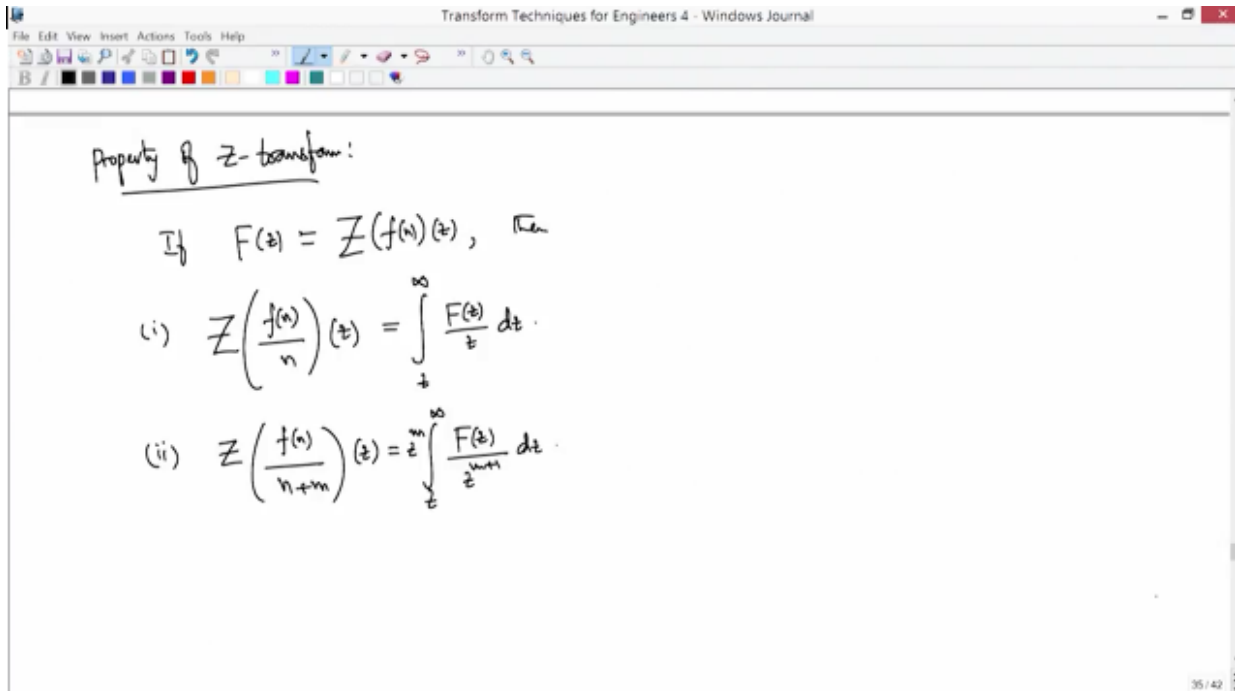 Transform Techniques for Engineers 4 - Windows Journal
File Edit View Insert Actions Tools Help
B I
Property of Z-transform:
If F(z) = Z(f(n))(z), then
(i) Z(f(n)/n)(z) = ∫_z^∞ F(z)/z dz.
(ii) Z(f(n)/(n+m))(z) = z^m ∫_z^∞ F(z)/z^(m+1) dz.
35 / 42